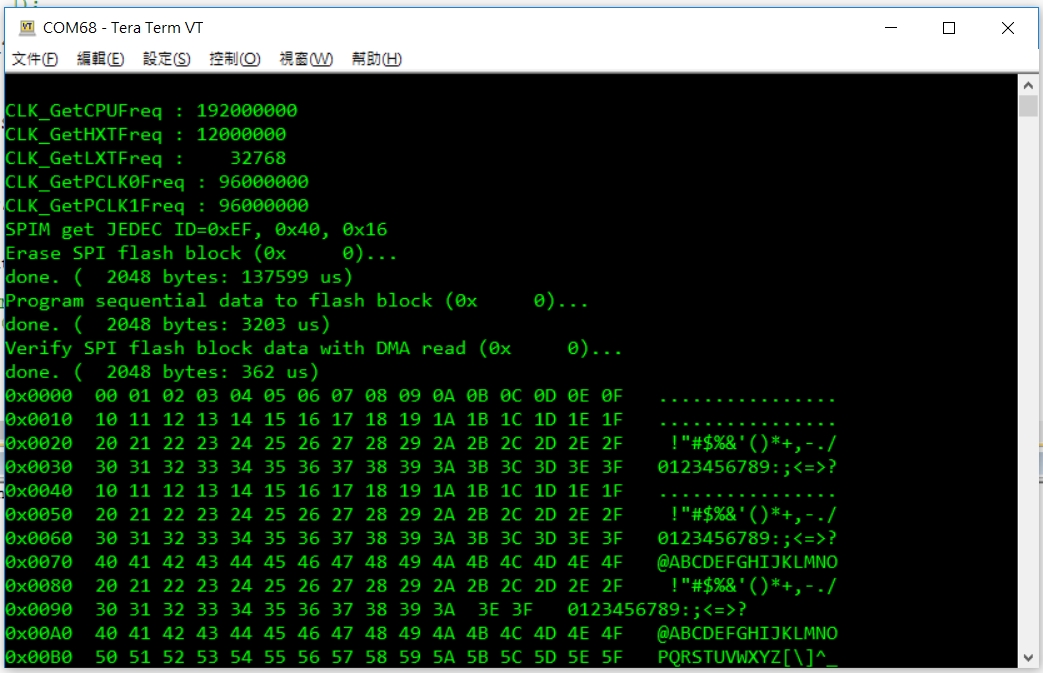 COM68 - Tera Term VT
文件(F) 編輯(E) 設定(S) 控制(O) 視窗(W) 幫助(H)
CLK_GetCPUFreq : 192000000
CLK_GetHXTFreq : 12000000
CLK_GetLXTFreq :    32768
CLK_GetPCLK0Freq : 96000000
CLK_GetPCLK1Freq : 96000000
SPIM get JEDEC ID=0xEF, 0x40, 0x16
Erase SPI flash block (0x     0)...
done. (  2048 bytes: 137599 us)
Program sequential data to flash block (0x     0)...
done. (  2048 bytes: 3203 us)
Verify SPI flash block data with DMA read (0x     0)...
done. (  2048 bytes: 362 us)
0x0000  00 01 02 03 04 05 06 07 08 09 0A 0B 0C 0D 0E 0F   ................
0x0010  10 11 12 13 14 15 16 17 18 19 1A 1B 1C 1D 1E 1F   ................
0x0020  20 21 22 23 24 25 26 27 28 29 2A 2B 2C 2D 2E 2F    !"#$%&'()*+,-./
0x0030  30 31 32 33 34 35 36 37 38 39 3A 3B 3C 3D 3E 3F   0123456789:;<=>?
0x0040  10 11 12 13 14 15 16 17 18 19 1A 1B 1C 1D 1E 1F   ................
0x0050  20 21 22 23 24 25 26 27 28 29 2A 2B 2C 2D 2E 2F    !"#$%&'()*+,-./
0x0060  30 31 32 33 34 35 36 37 38 39 3A 3B 3C 3D 3E 3F   0123456789:;<=>?
0x0070  40 41 42 43 44 45 46 47 48 49 4A 4B 4C 4D 4E 4F   @ABCDEFGHIJKLMNO
0x0080  20 21 22 23 24 25 26 27 28 29 2A 2B 2C 2D 2E 2F    !"#$%&'()*+,-./
0x0090  30 31 32 33 34 35 36 37 38 39 3A  3E 3F   0123456789:;<=>?
0x00A0  40 41 42 43 44 45 46 47 48 49 4A 4B 4C 4D 4E 4F   @ABCDEFGHIJKLMNO
0x00B0  50 51 52 53 54 55 56 57 58 59 5A 5B 5C 5D 5E 5F   PQRSTUVWXYZ[\]^_